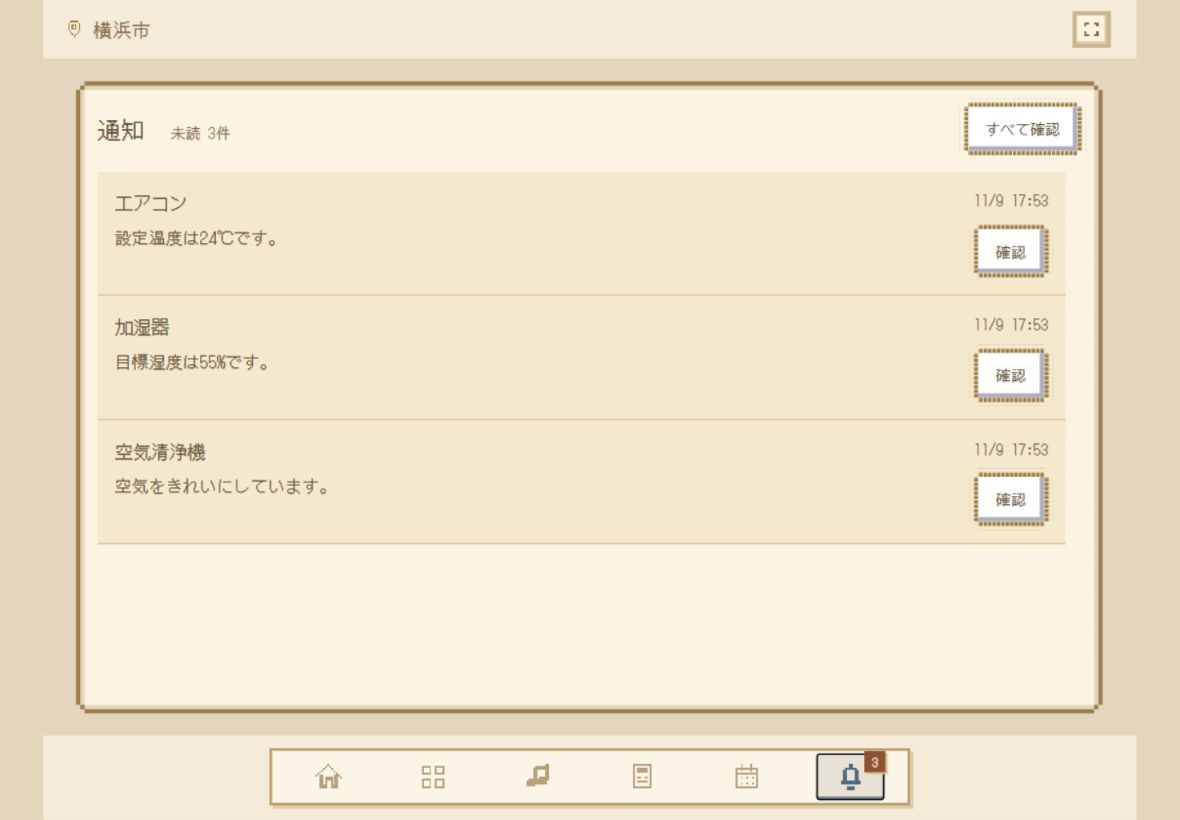 横浜市
通知 未読 3件
すべて確認
エアコン
11/9 17:53
設定温度は24℃です。
確認
加湿器
11/9 17:53
目標湿度は55%です。
確認
空気清浄機
11/9 17:53
空気をきれいにしています。
確認
3